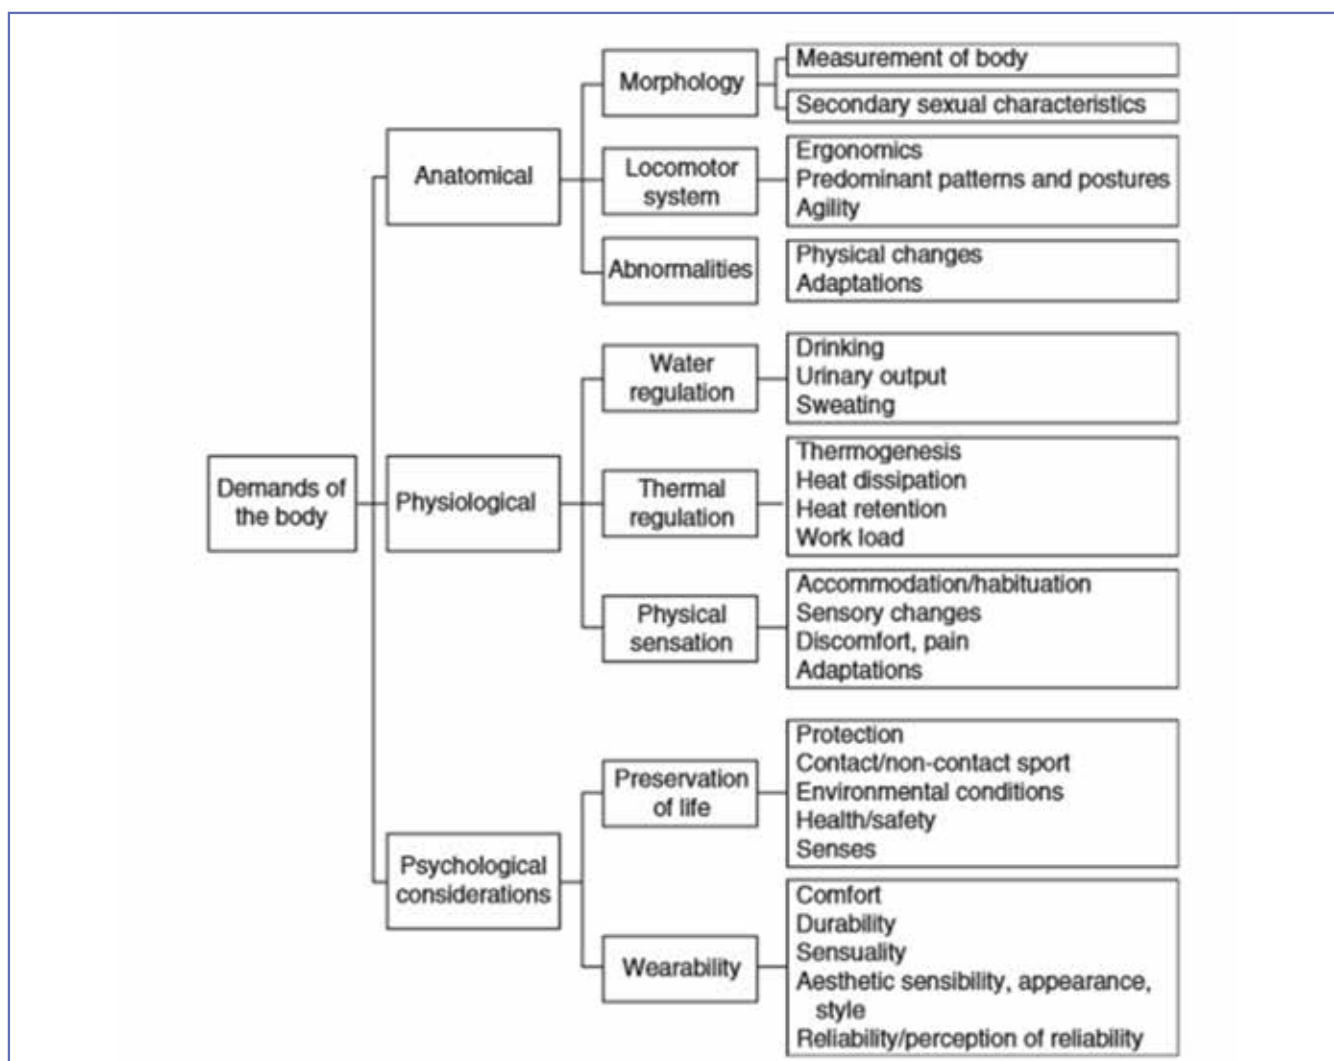 Demands of
the body
Anatomical
Morphology
Measurement of body
Secondary sexual characteristics
Locomotor
system
Ergonomics
Predominant patterns and postures
Agility
Abnormalities
Physical changes
Adaptations
Physiological
Water
regulation
Drinking
Urinary output
Sweating
Thermal
regulation
Thermogenesis
Heat dissipation
Heat retention
Work load
Physical
sensation
Accommodation/habituation
Sensory changes
Discomfort, pain
Adaptations
Psychological
considerations
Preservation
of life
Protection
Contact/non-contact sport
Environmental conditions
Health/safety
Senses
Wearability
Comfort
Durability
Sensuality
Aesthetic sensibility, appearance,
style
Reliability/perception of reliability